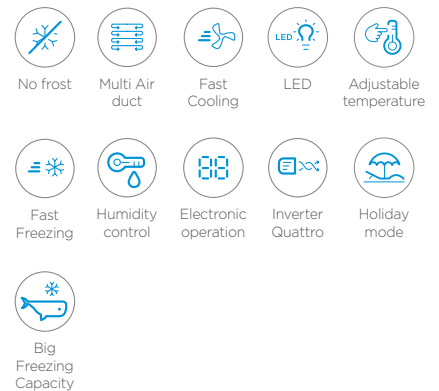 LED
No frost
Multi Air
duct
Fast
Cooling
LED
Adjustable
temperature
Fast
Freezing
Humidity
control
Electronic
operation
Inverter
Quattro
Holiday
mode
Big
Freezing
Capacity